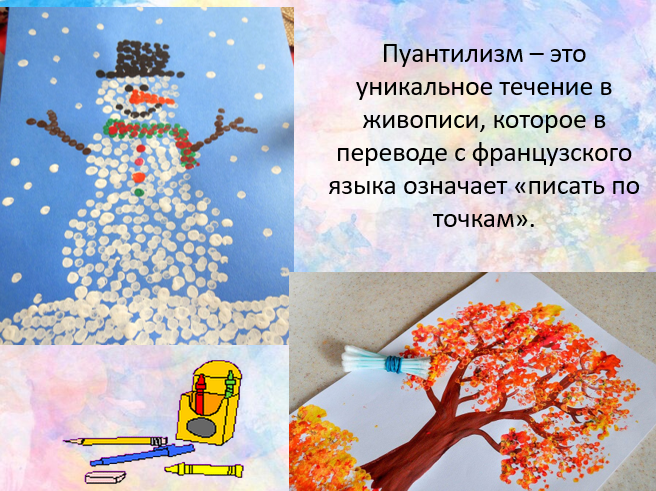 Пуантилизм – это
уникальное течение в
живописи, которое в
переводе с французского
языка означает «писать по
точкам».